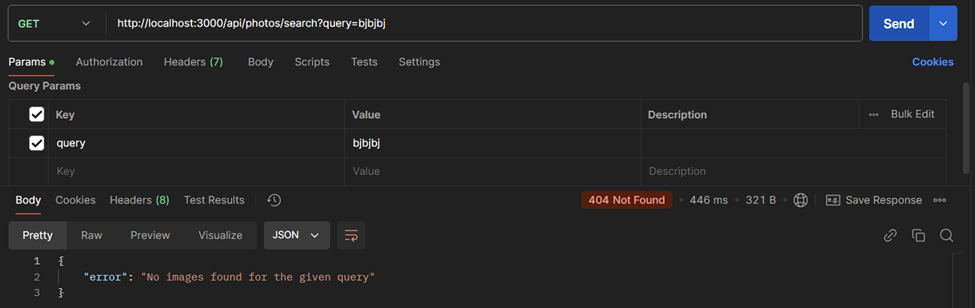 GET http://localhost:3000/api/photos/search?query=bjbjbj Send
Params Authorization Headers (7) Body Scripts Tests Settings Cookies
Query Params
Key Value Description Bulk Edit
query bjbjbj
Key Value Description
Body Cookies Headers (8) Test Results 404 Not Found 446 ms 321 B e.g. Save Response
Pretty Raw Preview Visualize JSON
1 {
2 "error": "No images found for the given query"
3 }